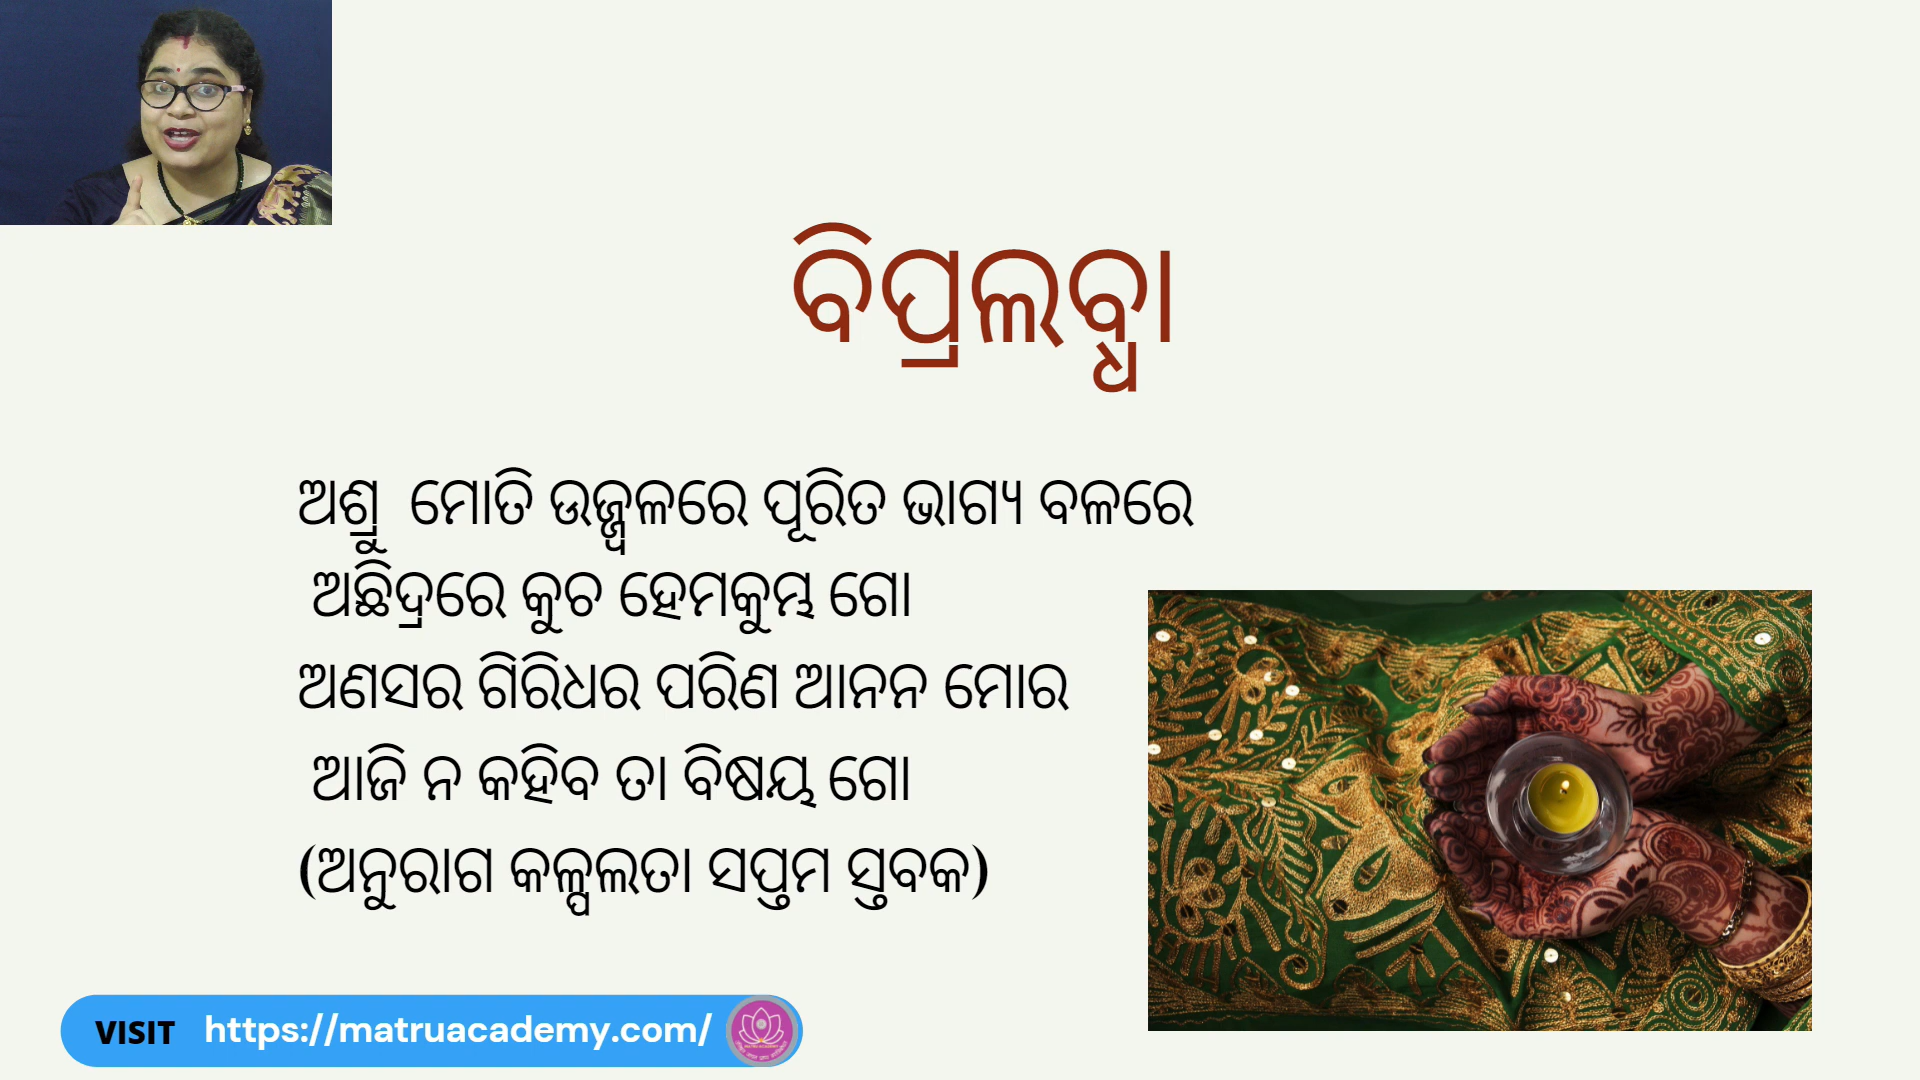 ବିପ୍ରଲବ୍ଧା
ଅଶ୍ରୁ ମୋତି ଉଜ୍ଜ୍ୱଳରେ ପୂରିତ ଭାଗ୍ୟ ବଳରେ
ଅଛିଦ୍ରରେ କୁଚ ହେମକୁମ୍ଭ ଗୋ
ଅଣସର ଗିରିଧର ପରିଣ ଆନନ ମୋର
ଆଜି ନ କହିବ ତା ବିଷୟ ଗୋ
(ଅନୁରାଗ କଳ୍ପଲତା ସପ୍ତମ ସ୍ତବକ)
VISIT https://matruacademy.com/